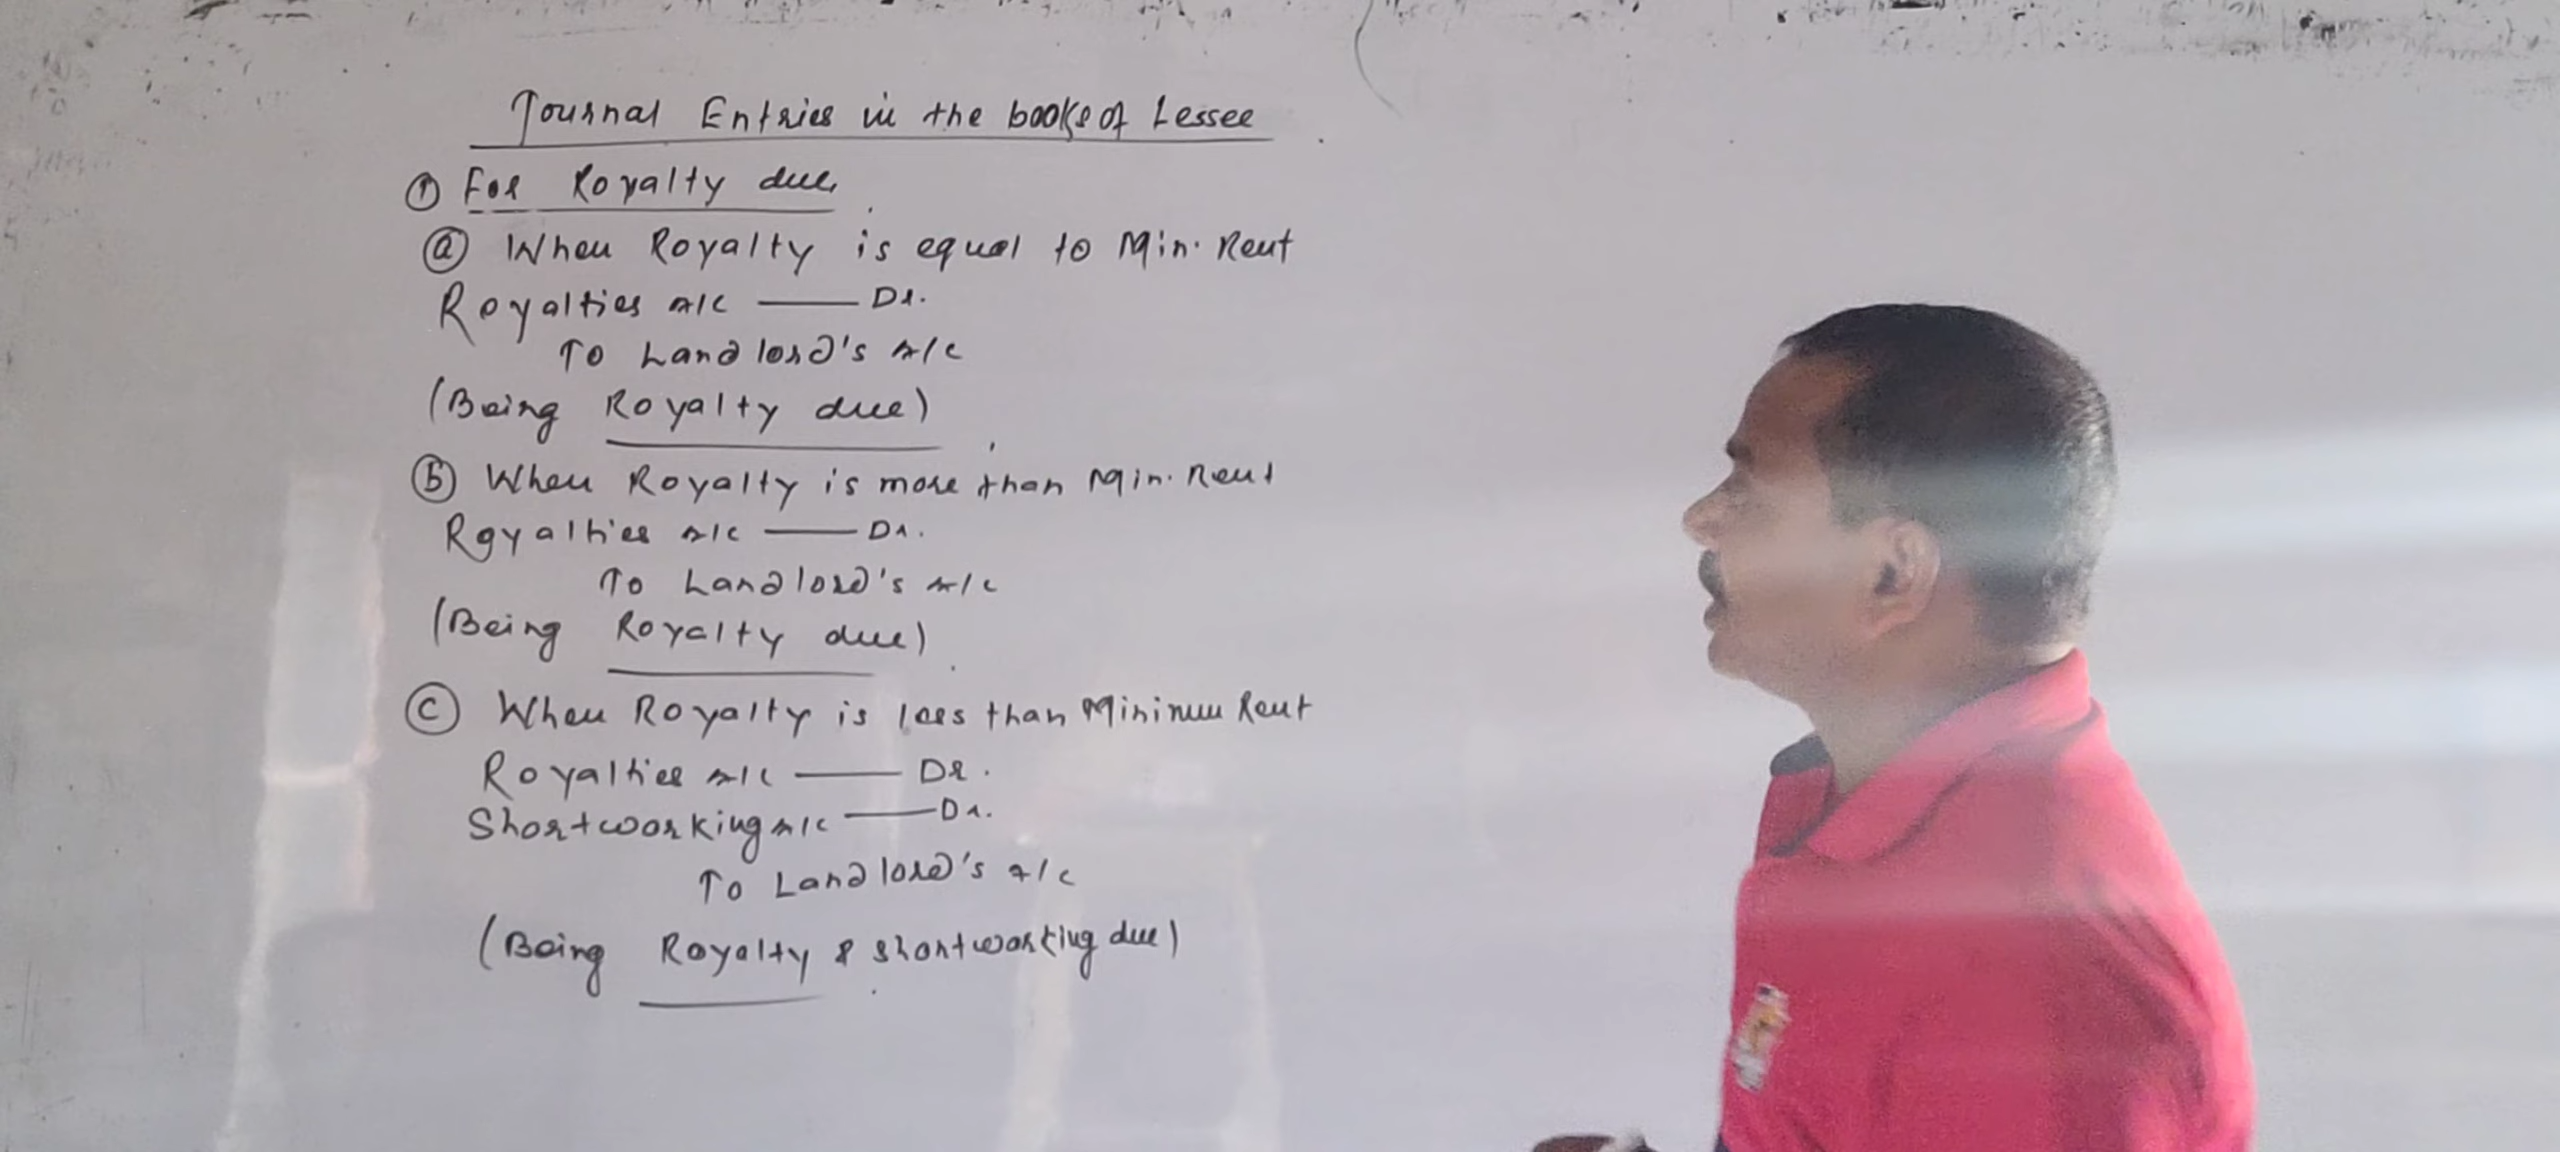 Journal Entries in the books of Lessee
① For Royalty due
ⓐ When Royalty is equal to Min. Rent
Royalties A/c —— Dr.
To Landlord's A/c
(Being Royalty due)
ⓑ When Royalty is more than Min. Rent
Royalties A/c —— Dr.
To Landlord's A/c
(Being Royalty due)
ⓒ When Royalty is less than Minimum Rent
Royalties A/c —— Dr.
Shortworking A/c —— Dr.
To Landlord's A/c
(Being Royalty & shortworking due)